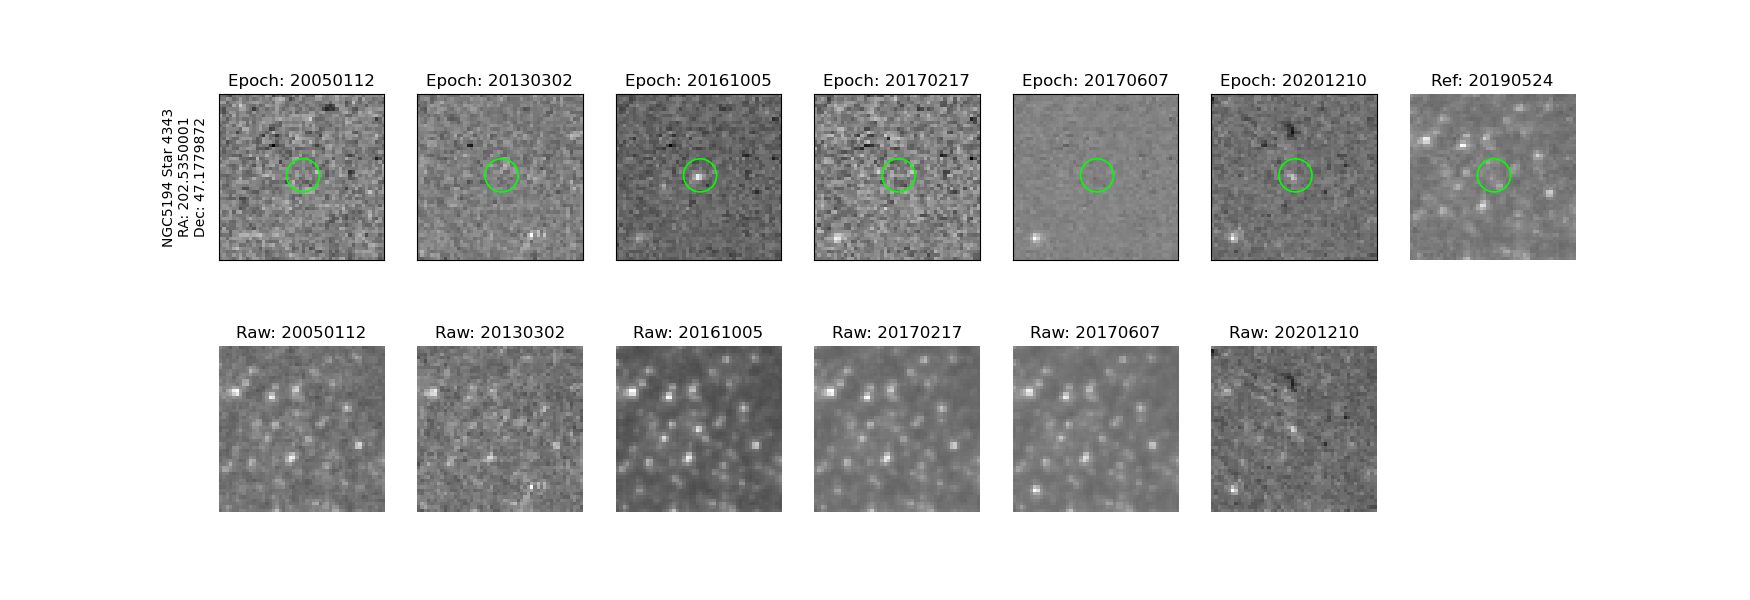 Epoch: 20050112
Epoch: 20130302
Epoch: 20161005
Epoch: 20170217
Epoch: 20170607
Epoch: 20201210
Ref: 20190524
NGC5194 Star 4343
RA: 202.5350001
Dec: 47.1779872
Raw: 20050112
Raw: 20130302
Raw: 20161005
Raw: 20170217
Raw: 20170607
Raw: 20201210